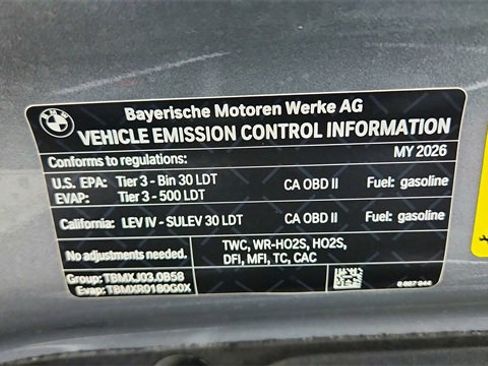 BMW
Bayerische Motoren Werke AG
VEHICLE EMISSION CONTROL INFORMATION
Conforms to regulations: MY 2026
U.S. EPA: Tier 3 - Bin 30 LDT CA OBD II Fuel: gasoline
EVAP: Tier 3 - 500 LDT
California: LEV IV - SULEV 30 LDT CA OBD II Fuel: gasoline
No adjustments needed. TWC, WR-HO2S, HO2S,
DFI, MFI, TC, CAC
Group: TBMXJ03.0B58
Evap: TBMXR0180G0X